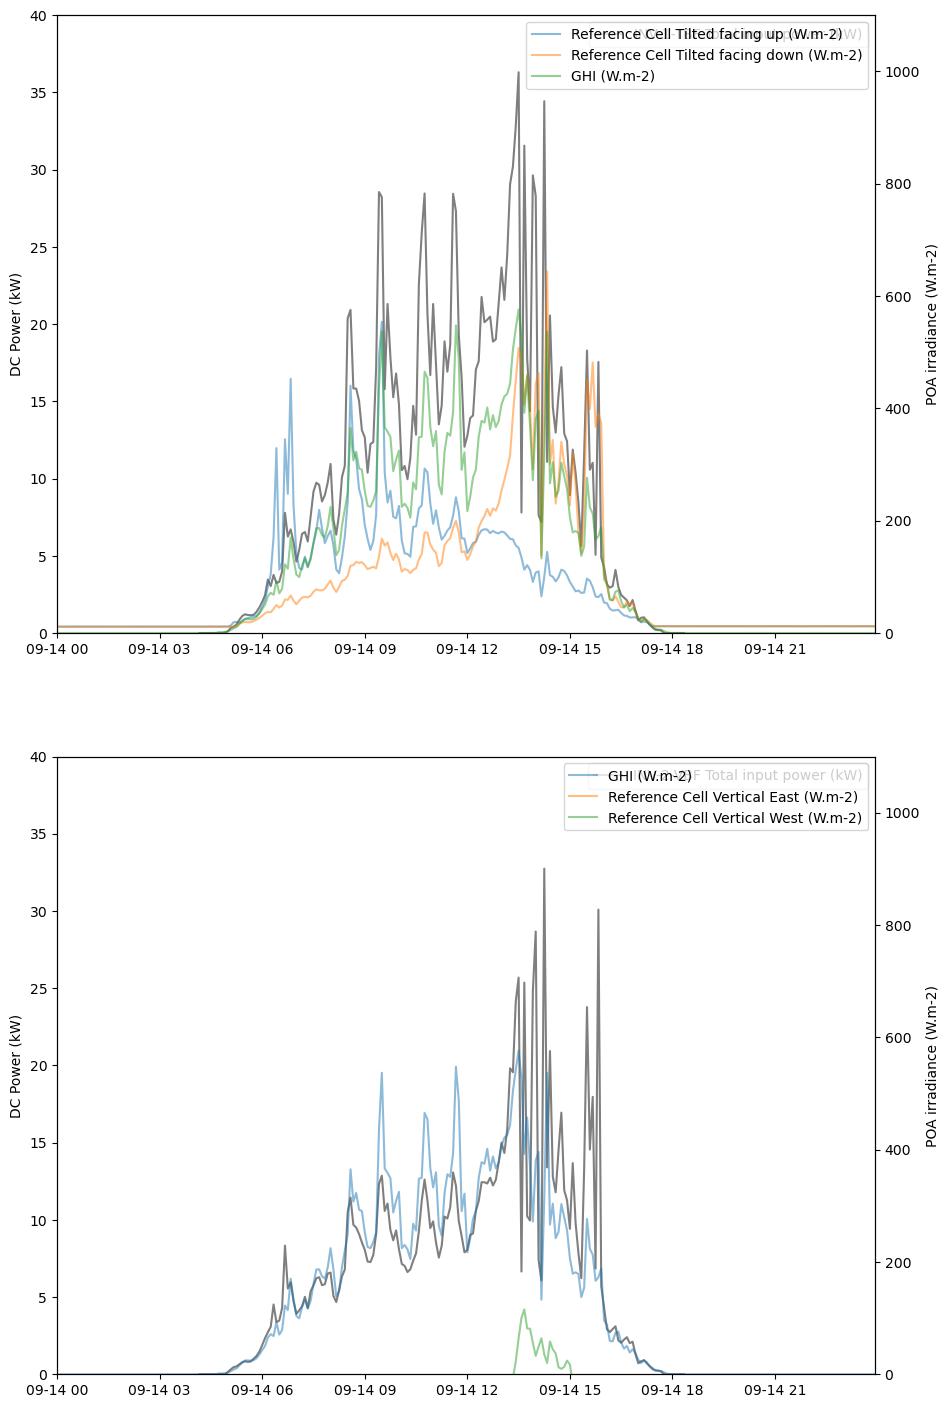 40
35
30
25
20
15
10
5
0
DC Power (kW)
Reference Cell Tilted facing up (W.m-2)
Reference Cell Tilted facing down (W.m-2)
GHI (W.m-2)
1000
800
600
400
200
0
POA irradiance (W.m-2)
09-14 00 09-14 03 09-14 06 09-14 09 09-14 12 09-14 15 09-14 18 09-14 21
40
35
30
25
20
15
10
5
0
DC Power (kW)
Total input power (kW)
GHI (W.m-2)
Reference Cell Vertical East (W.m-2)
Reference Cell Vertical West (W.m-2)
1000
800
600
400
200
0
POA irradiance (W.m-2)
09-14 00 09-14 03 09-14 06 09-14 09 09-14 12 09-14 15 09-14 18 09-14 21